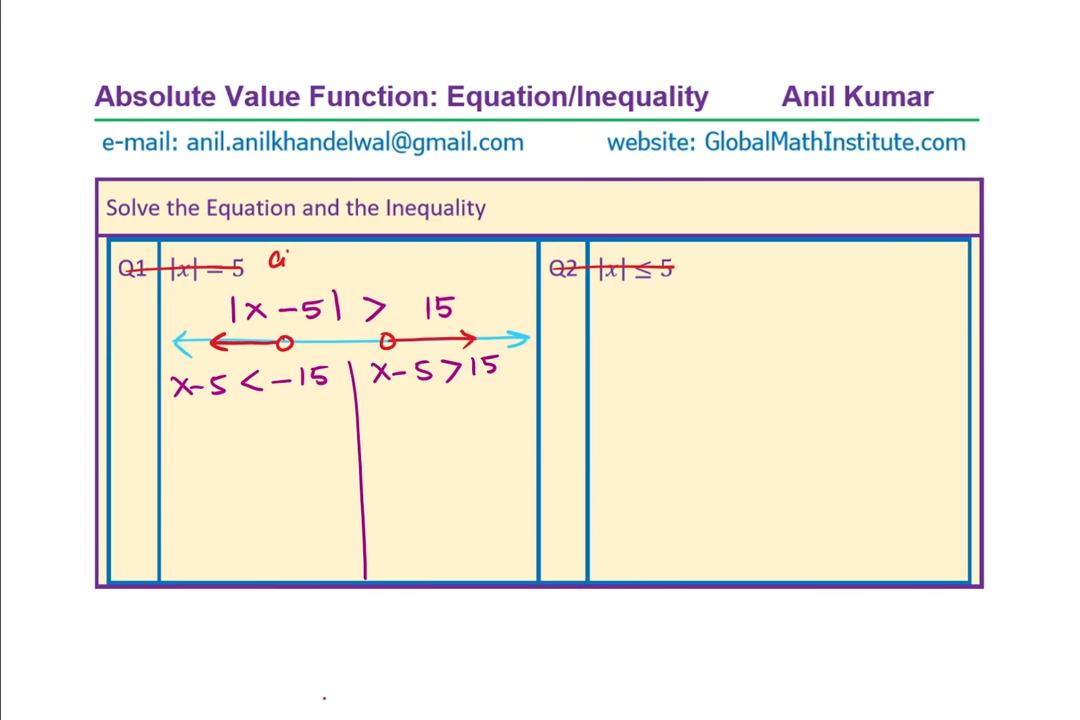 Absolute Value Function: Equation/Inequality Anil Kumar
e-mail: anil.anilkhandelwal@gmail.com website: GlobalMathInstitute.com
Solve the Equation and the Inequality
Q1 |x| = 5
|x - 5| > 15
x - 5 < -15 | x - 5 > 15
Q2 |x| ≤ 5